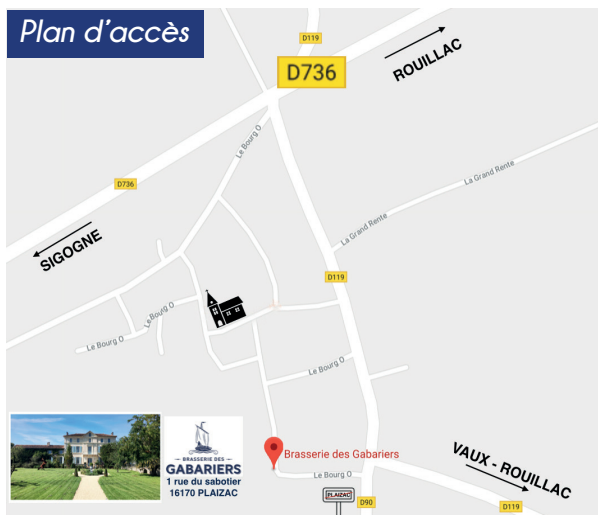 Plan d'accès
D119
ROUILLAC
D736
Le Bourg O
La Grand Rente
D736
SIGOGNE
La Grand Rente
D119
Le Bourg O
Le Bourg O
Le Bourg O
BRASSERIE DES
GABARIERS
1 rue du sabotier
16170 PLAIZAC
Brasserie des Gabariers
VAUX - ROUILLAC
Le Bourg O
PLAIZAC
D90
D119